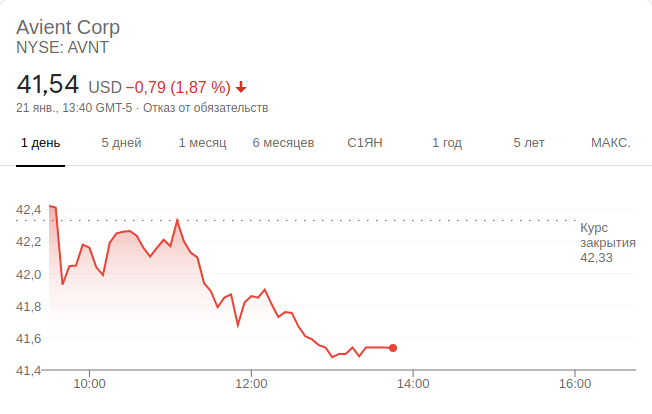 Avient Corp
NYSE: AVNT
41,54 USD −0,79 (1,87 %)
21 янв., 13:40 GMT-5 · Отказ от обязательств
1 день 5 дней 1 месяц 6 месяцев С1ЯН 1 год 5 лет МАКС.
42,4
Курс
закрытия
42,33
42,2
42,0
41,8
41,6
41,4
10:00 12:00 14:00 16:00